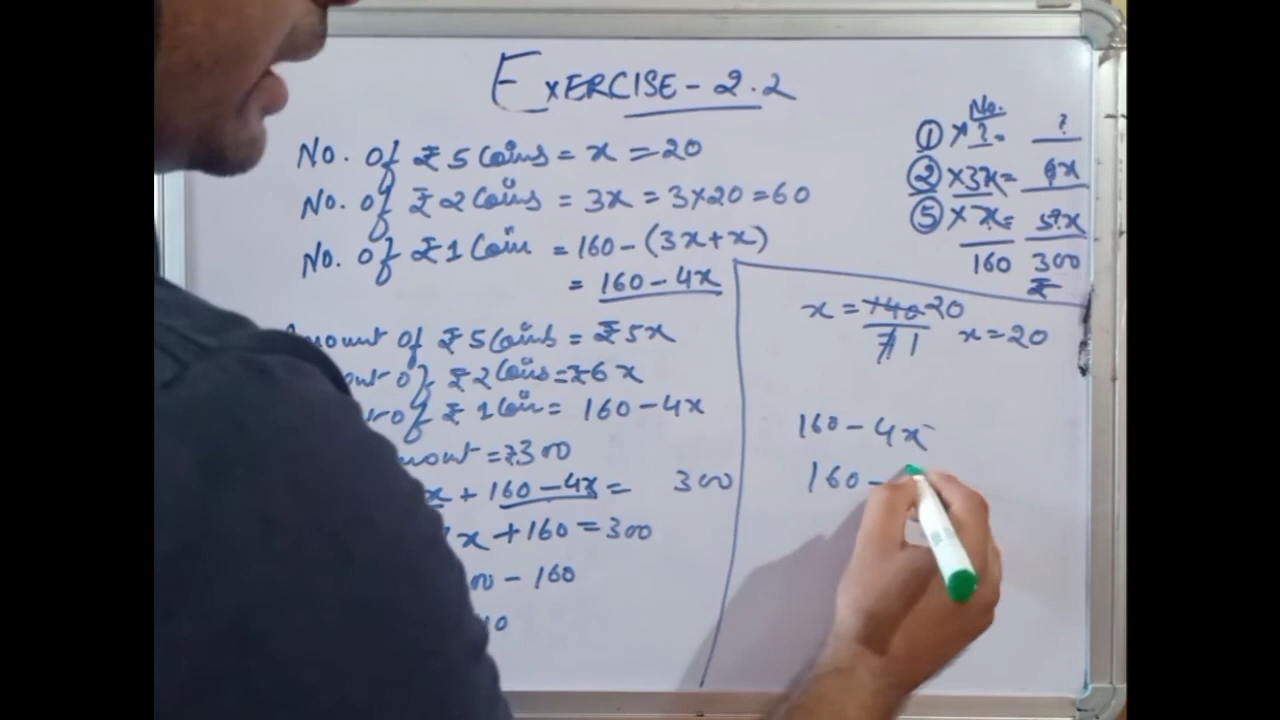 EXERCISE - 2.2
No. Of ₹5 Coins = x = 20
No. Of ₹2 Coins = 3x = 3×20 = 60
No. Of ₹1 Coin = 160 - (3x+x)
= 160 - 4x
Amount Of ₹5 Coins = ₹5x
Of ₹2 Coins = ₹6x
Of ₹1 Coin = 160 - 4x
= ₹300
x + 160 - 4x = 300
x + 160 = 300
- 160
No.
① × ? = ?
② × 3x = 6x
⑤ × x = 5x
160 300
₹
x = 140 20
7 1 x = 20
160 - 4x
160 -